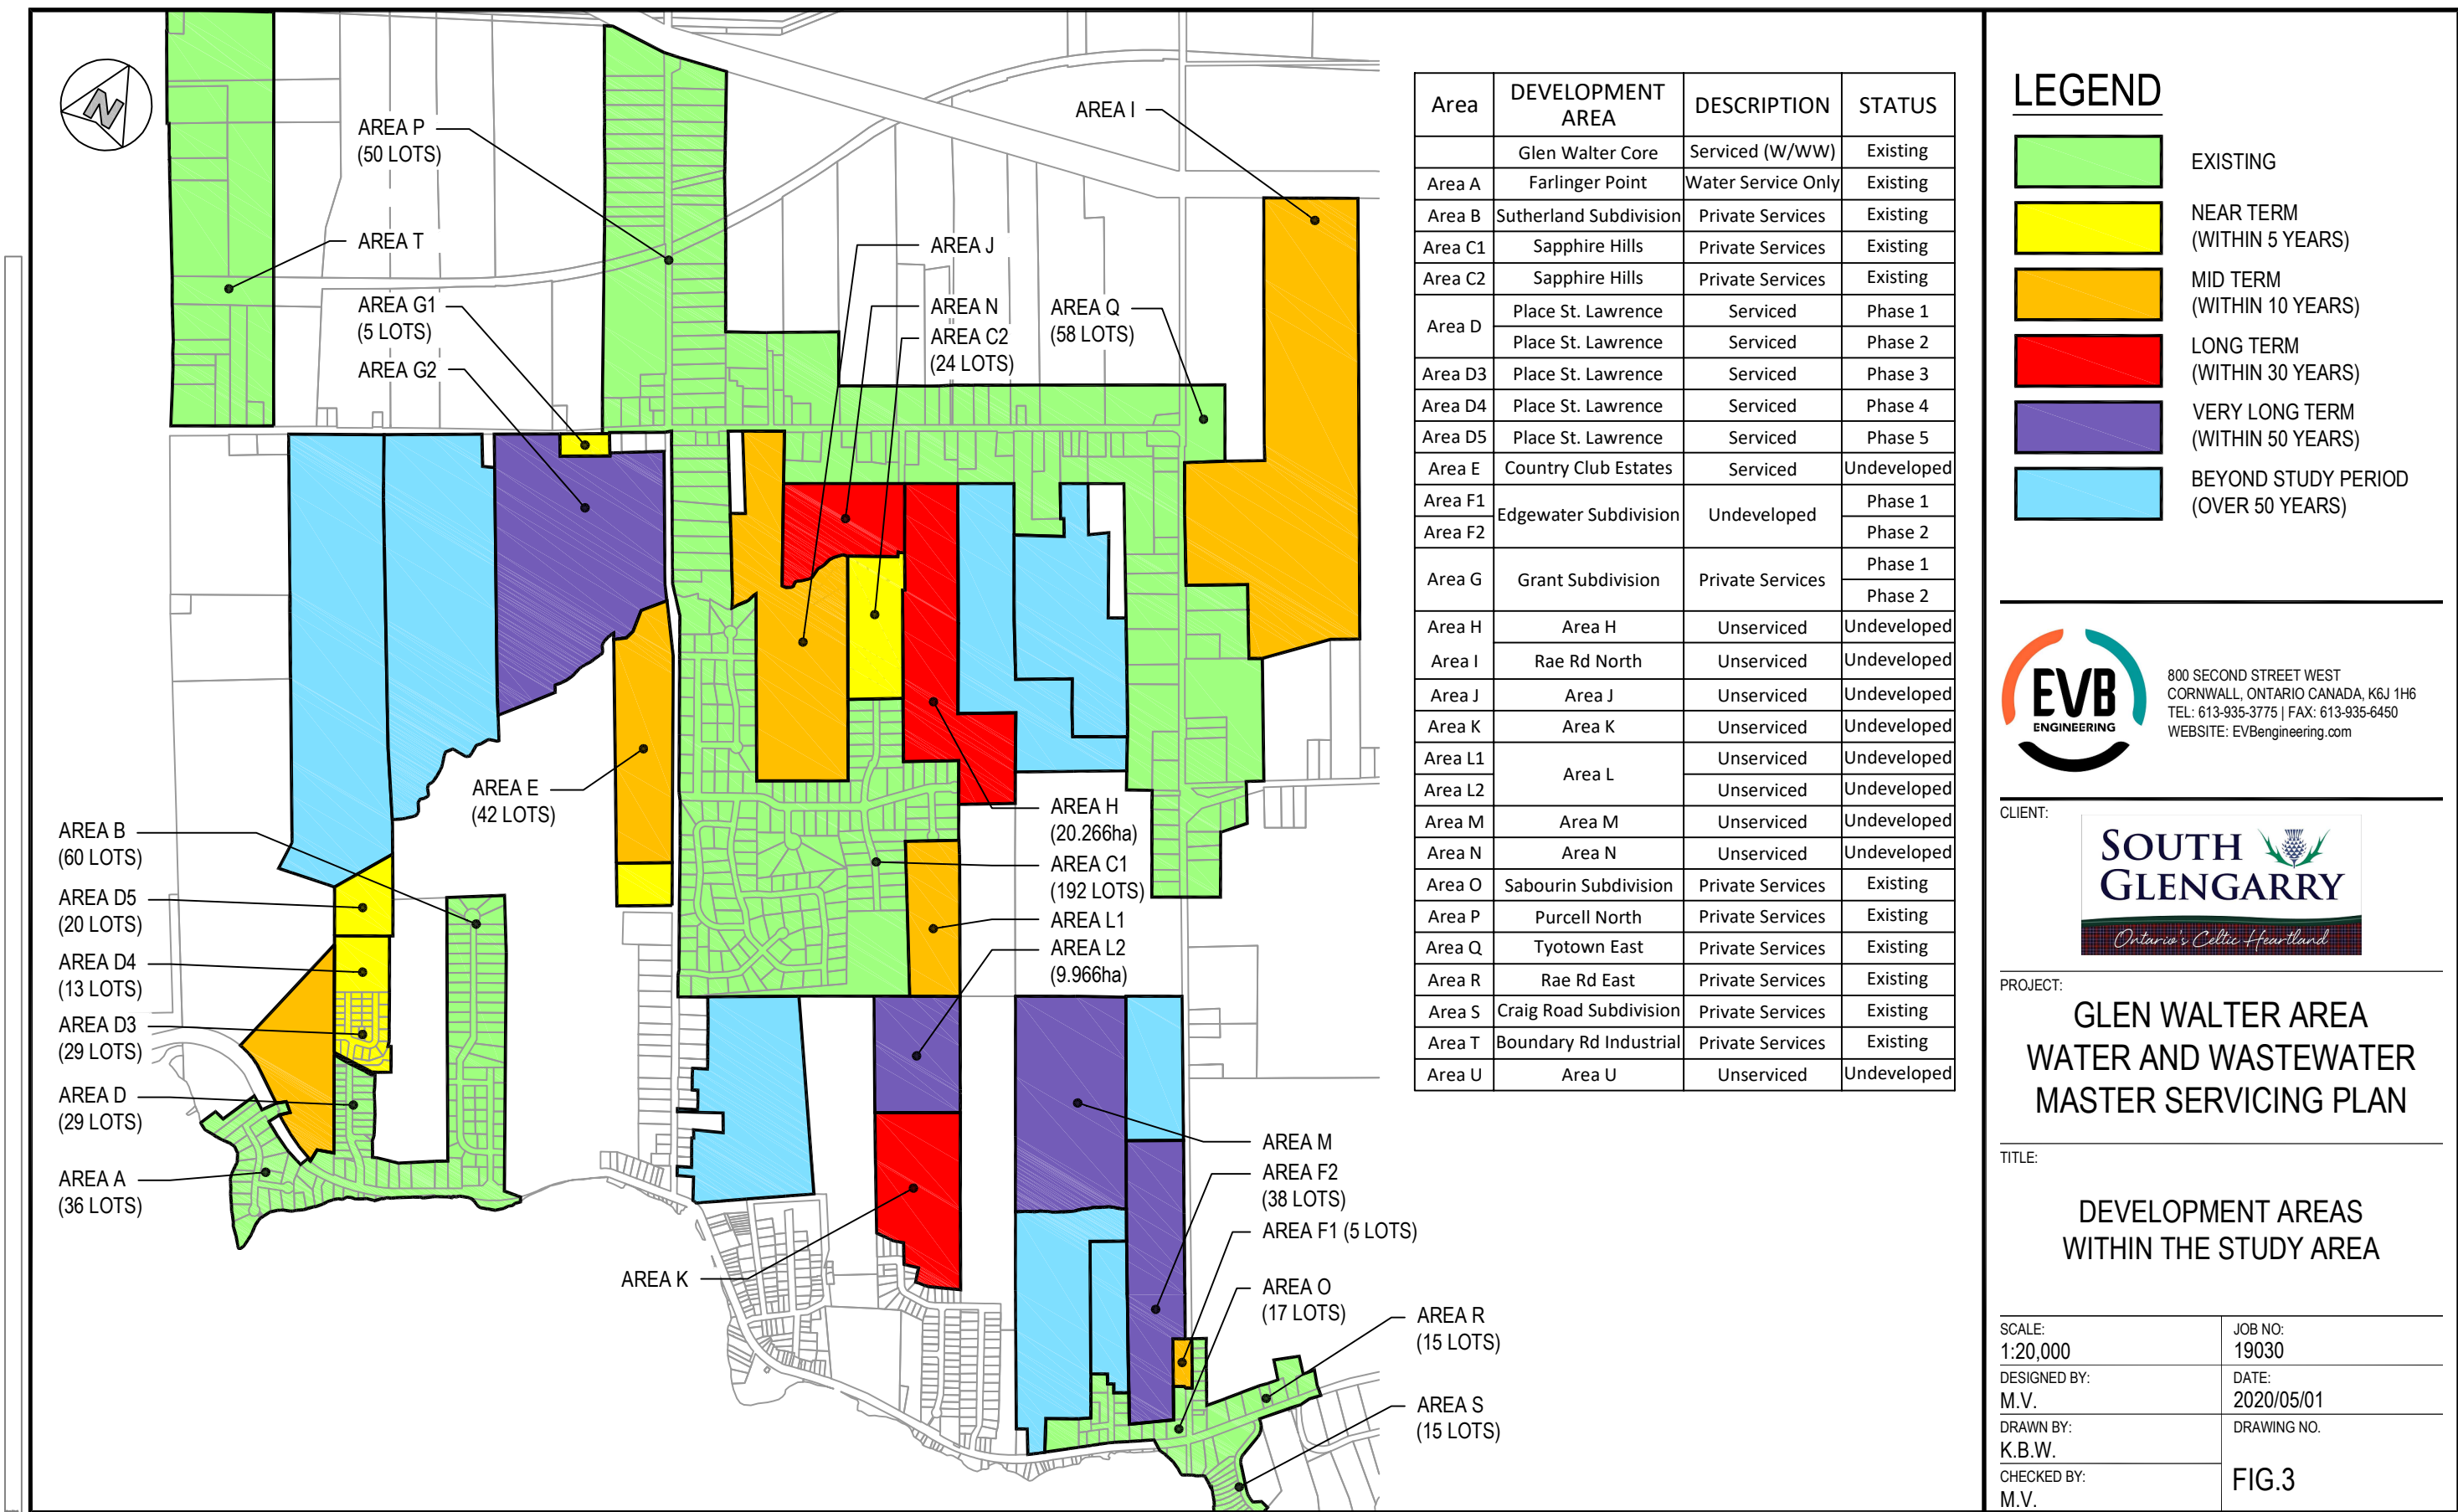 N
AREA P
(50 LOTS)
AREA T
AREA G1
(5 LOTS)
AREA G2
AREA I
AREA J
AREA N
AREA C2
(24 LOTS)
AREA Q
(58 LOTS)
AREA E
(42 LOTS)
AREA B
(60 LOTS)
AREA D5
(20 LOTS)
AREA D4
(13 LOTS)
AREA D3
(29 LOTS)
AREA D
(29 LOTS)
AREA A
(36 LOTS)
AREA H
(20.266ha)
AREA C1
(192 LOTS)
AREA L1
AREA L2
(9.966ha)
AREA K
AREA M
AREA F2
(38 LOTS)
AREA F1 (5 LOTS)
AREA O
(17 LOTS)
AREA R
(15 LOTS)
AREA S
(15 LOTS)
Area DEVELOPMENT AREA DESCRIPTION STATUS
Glen Walter Core Serviced (W/WW) Existing
Area A Farlinger Point Water Service Only Existing
Area B Sutherland Subdivision Private Services Existing
Area C1 Sapphire Hills Private Services Existing
Area C2 Sapphire Hills Private Services Existing
Area D Place St. Lawrence Serviced Phase 1
Place St. Lawrence Serviced Phase 2
Area D3 Place St. Lawrence Serviced Phase 3
Area D4 Place St. Lawrence Serviced Phase 4
Area D5 Place St. Lawrence Serviced Phase 5
Area E Country Club Estates Serviced Undeveloped
Area F1 Edgewater Subdivision Undeveloped Phase 1
Area F2 Phase 2
Area G Grant Subdivision Private Services Phase 1
Phase 2
Area H Area H Unserviced Undeveloped
Area I Rae Rd North Unserviced Undeveloped
Area J Area J Unserviced Undeveloped
Area K Area K Unserviced Undeveloped
Area L1 Area L Unserviced Undeveloped
Area L2 Unserviced Undeveloped
Area M Area M Unserviced Undeveloped
Area N Area N Unserviced Undeveloped
Area O Sabourin Subdivision Private Services Existing
Area P Purcell North Private Services Existing
Area Q Tyotown East Private Services Existing
Area R Rae Rd East Private Services Existing
Area S Craig Road Subdivision Private Services Existing
Area T Boundary Rd Industrial Private Services Existing
Area U Area U Unserviced Undeveloped
LEGEND
EXISTING
NEAR TERM
(WITHIN 5 YEARS)
MID TERM
(WITHIN 10 YEARS)
LONG TERM
(WITHIN 30 YEARS)
VERY LONG TERM
(WITHIN 50 YEARS)
BEYOND STUDY PERIOD
(OVER 50 YEARS)
EVB
ENGINEERING
800 SECOND STREET WEST
CORNWALL, ONTARIO CANADA, K6J 1H6
TEL: 613-935-3775 | FAX: 613-935-6450
WEBSITE: EVBengineering.com
CLIENT:
SOUTH
GLENGARRY
Ontario's Celtic Heartland
PROJECT:
GLEN WALTER AREA
WATER AND WASTEWATER
MASTER SERVICING PLAN
TITLE:
DEVELOPMENT AREAS
WITHIN THE STUDY AREA
SCALE:
1:20,000
JOB NO:
19030
DESIGNED BY:
M.V.
DATE:
2020/05/01
DRAWN BY:
K.B.W.
DRAWING NO.
CHECKED BY:
M.V.
FIG.3